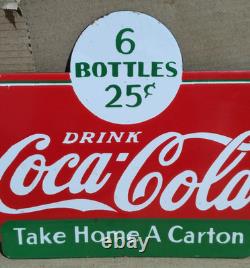 6
BOTTLES
25¢
DRINK
Coca-Cola
Take Home A Carton